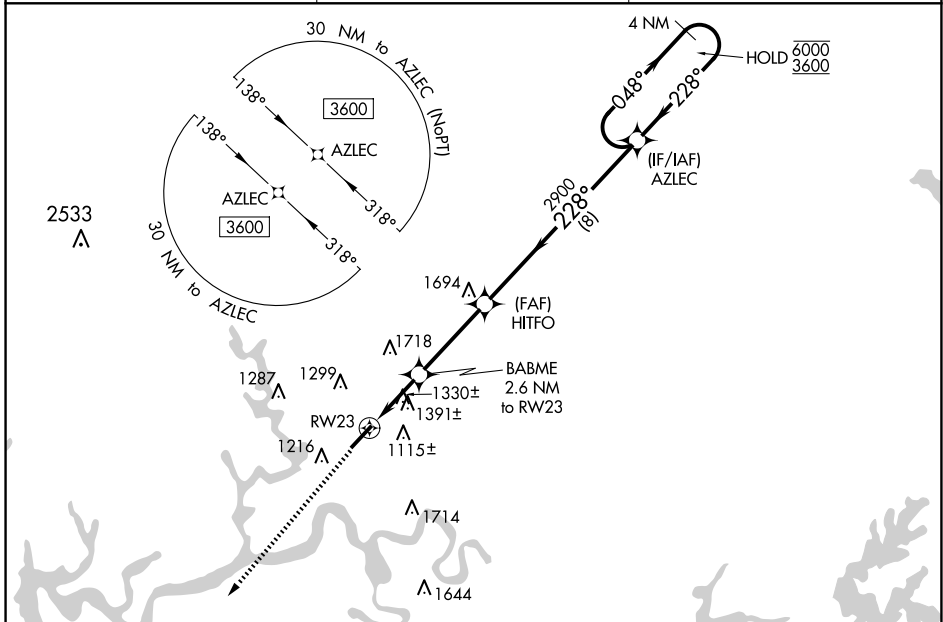 30 NM to AZLEC (NoPT)
138°
3600
AZLEC
318°
138°
AZLEC
3600
318°
30 NM to AZLEC
4 NM
HOLD 6000
3600
048°
228°
(IF/IAF)
AZLEC
2900
228°
(8)
2533
1694
(FAF)
HITFO
1718
BABME
2.6 NM
to RW23
1287
1299
1330±
1391±
RW23
1115±
1216
1714
1644